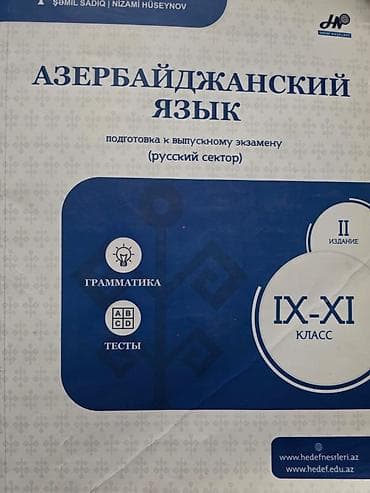 ŞƏMİL SADIQ | NİZAMİ HÜSEYNOV
HN
АЗЕРБАЙДЖАНСКИЙ
ЯЗЫК
подготовка к выпускному экзамену
(русский сектор)
II
ИЗДАНИЕ
ГРАММАТИКА
A B
C D
ТЕСТЫ
IX-XI
КЛАСС
www.hedefnesrleri.az
www.hedef.edu.az